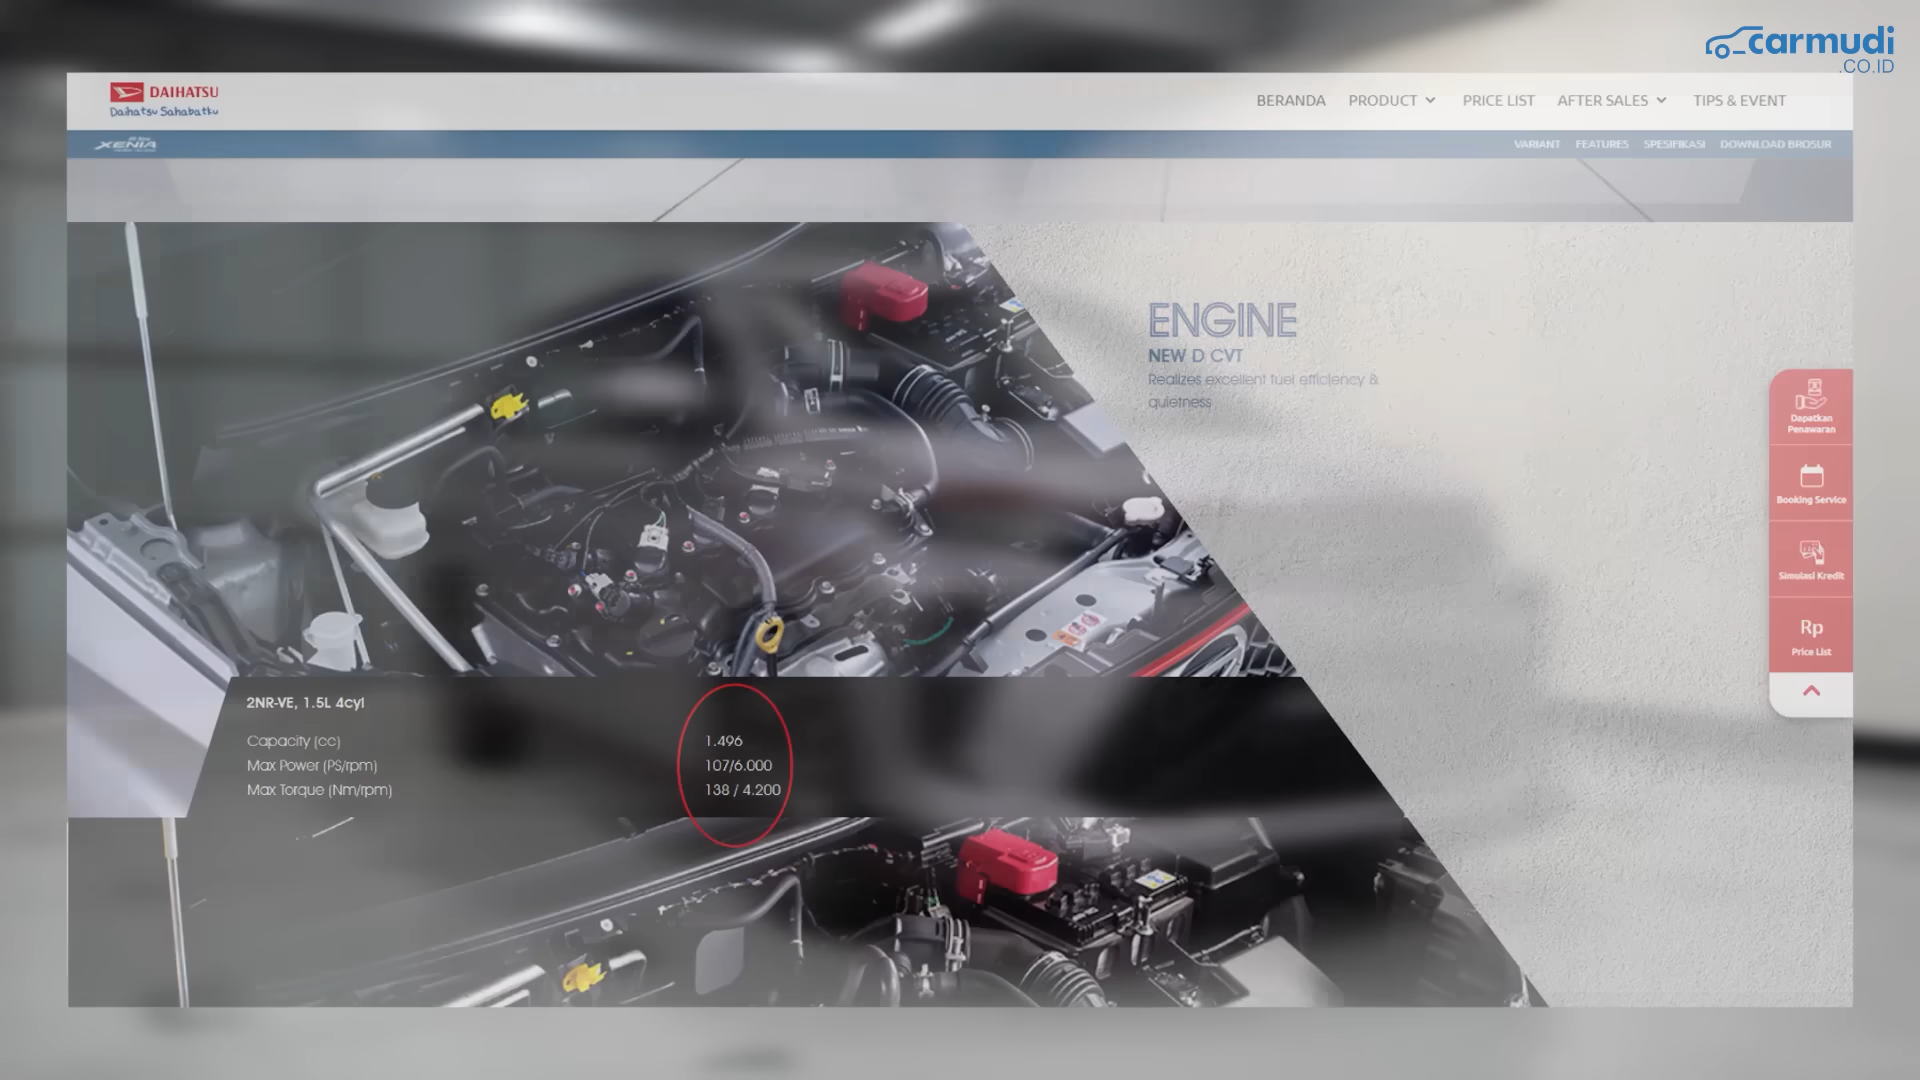 carmudi
.CO.ID
DAIHATSU
Daihatsu Sahabatku
BERANDA PRODUCT PRICE LIST AFTER SALES TIPS & EVENT
XENIA
VARIANT FEATURES SPESIFIKASI DOWNLOAD BROSUR
ENGINE
NEW D CVT
Realizes excellent fuel efficiency &
quietness
Dapatkan
Penawaran
Booking Service
Simulasi Kredit
Rp
Price List
2NR-VE, 1.5L 4cyl
Capacity (cc) 1.496
Max Power (PS/rpm) 107/6.000
Max Torque (Nm/rpm) 138 / 4.200